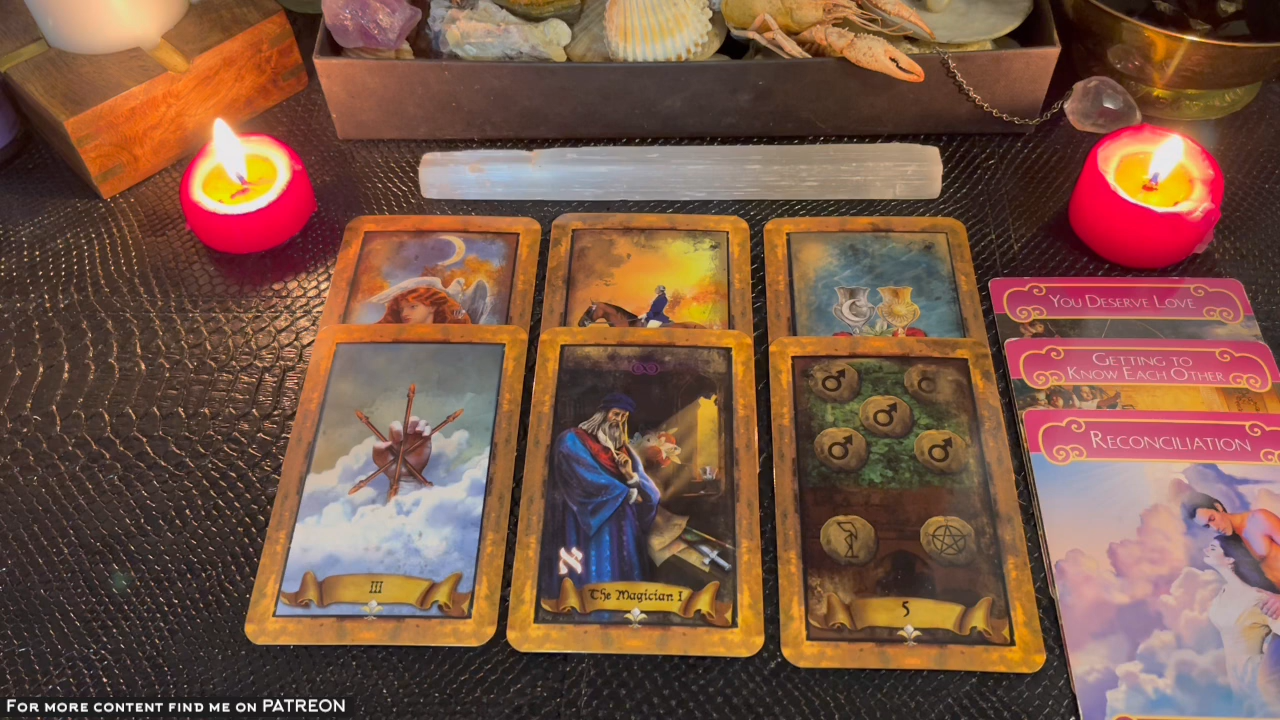 You Deserve Love
Getting to
Know Each Other
Reconciliation
III
The Magician I
5
א
For more content find me on PATREON